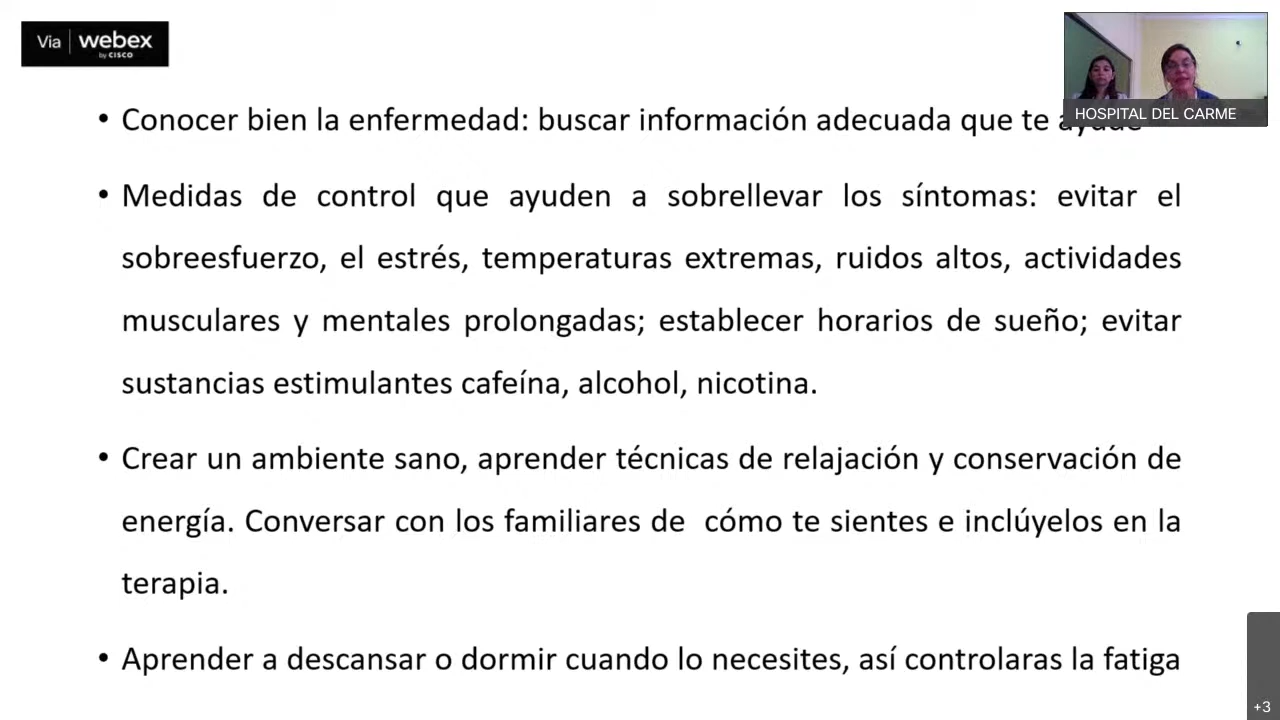 Via webex
by CISCO
HOSPITAL DEL CARME
• Conocer bien la enfermedad: buscar información adecuada que te ayude
• Medidas de control que ayuden a sobrellevar los síntomas: evitar el
sobreesfuerzo, el estrés, temperaturas extremas, ruidos altos, actividades
musculares y mentales prolongadas; establecer horarios de sueño; evitar
sustancias estimulantes cafeína, alcohol, nicotina.
• Crear un ambiente sano, aprender técnicas de relajación y conservación de
energía. Conversar con los familiares de  cómo te sientes e inclúyelos en la
terapia.
• Aprender a descansar o dormir cuando lo necesites, así controlaras la fatiga
+3